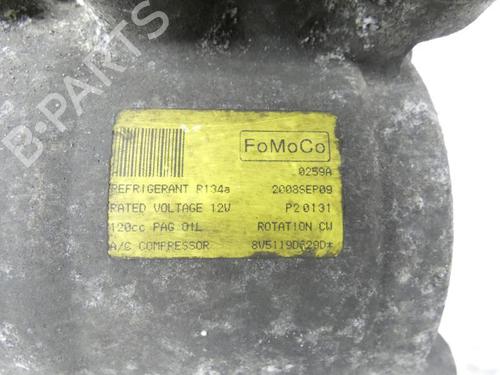 B-PARTS
FoMoCo
0259A
REFRIGERANT R134a 2008SEP09
RATED VOLTAGE 12V P20131
120cc PAG OIL ROTATION CW
A/C COMPRESSOR 8V5119D629D*